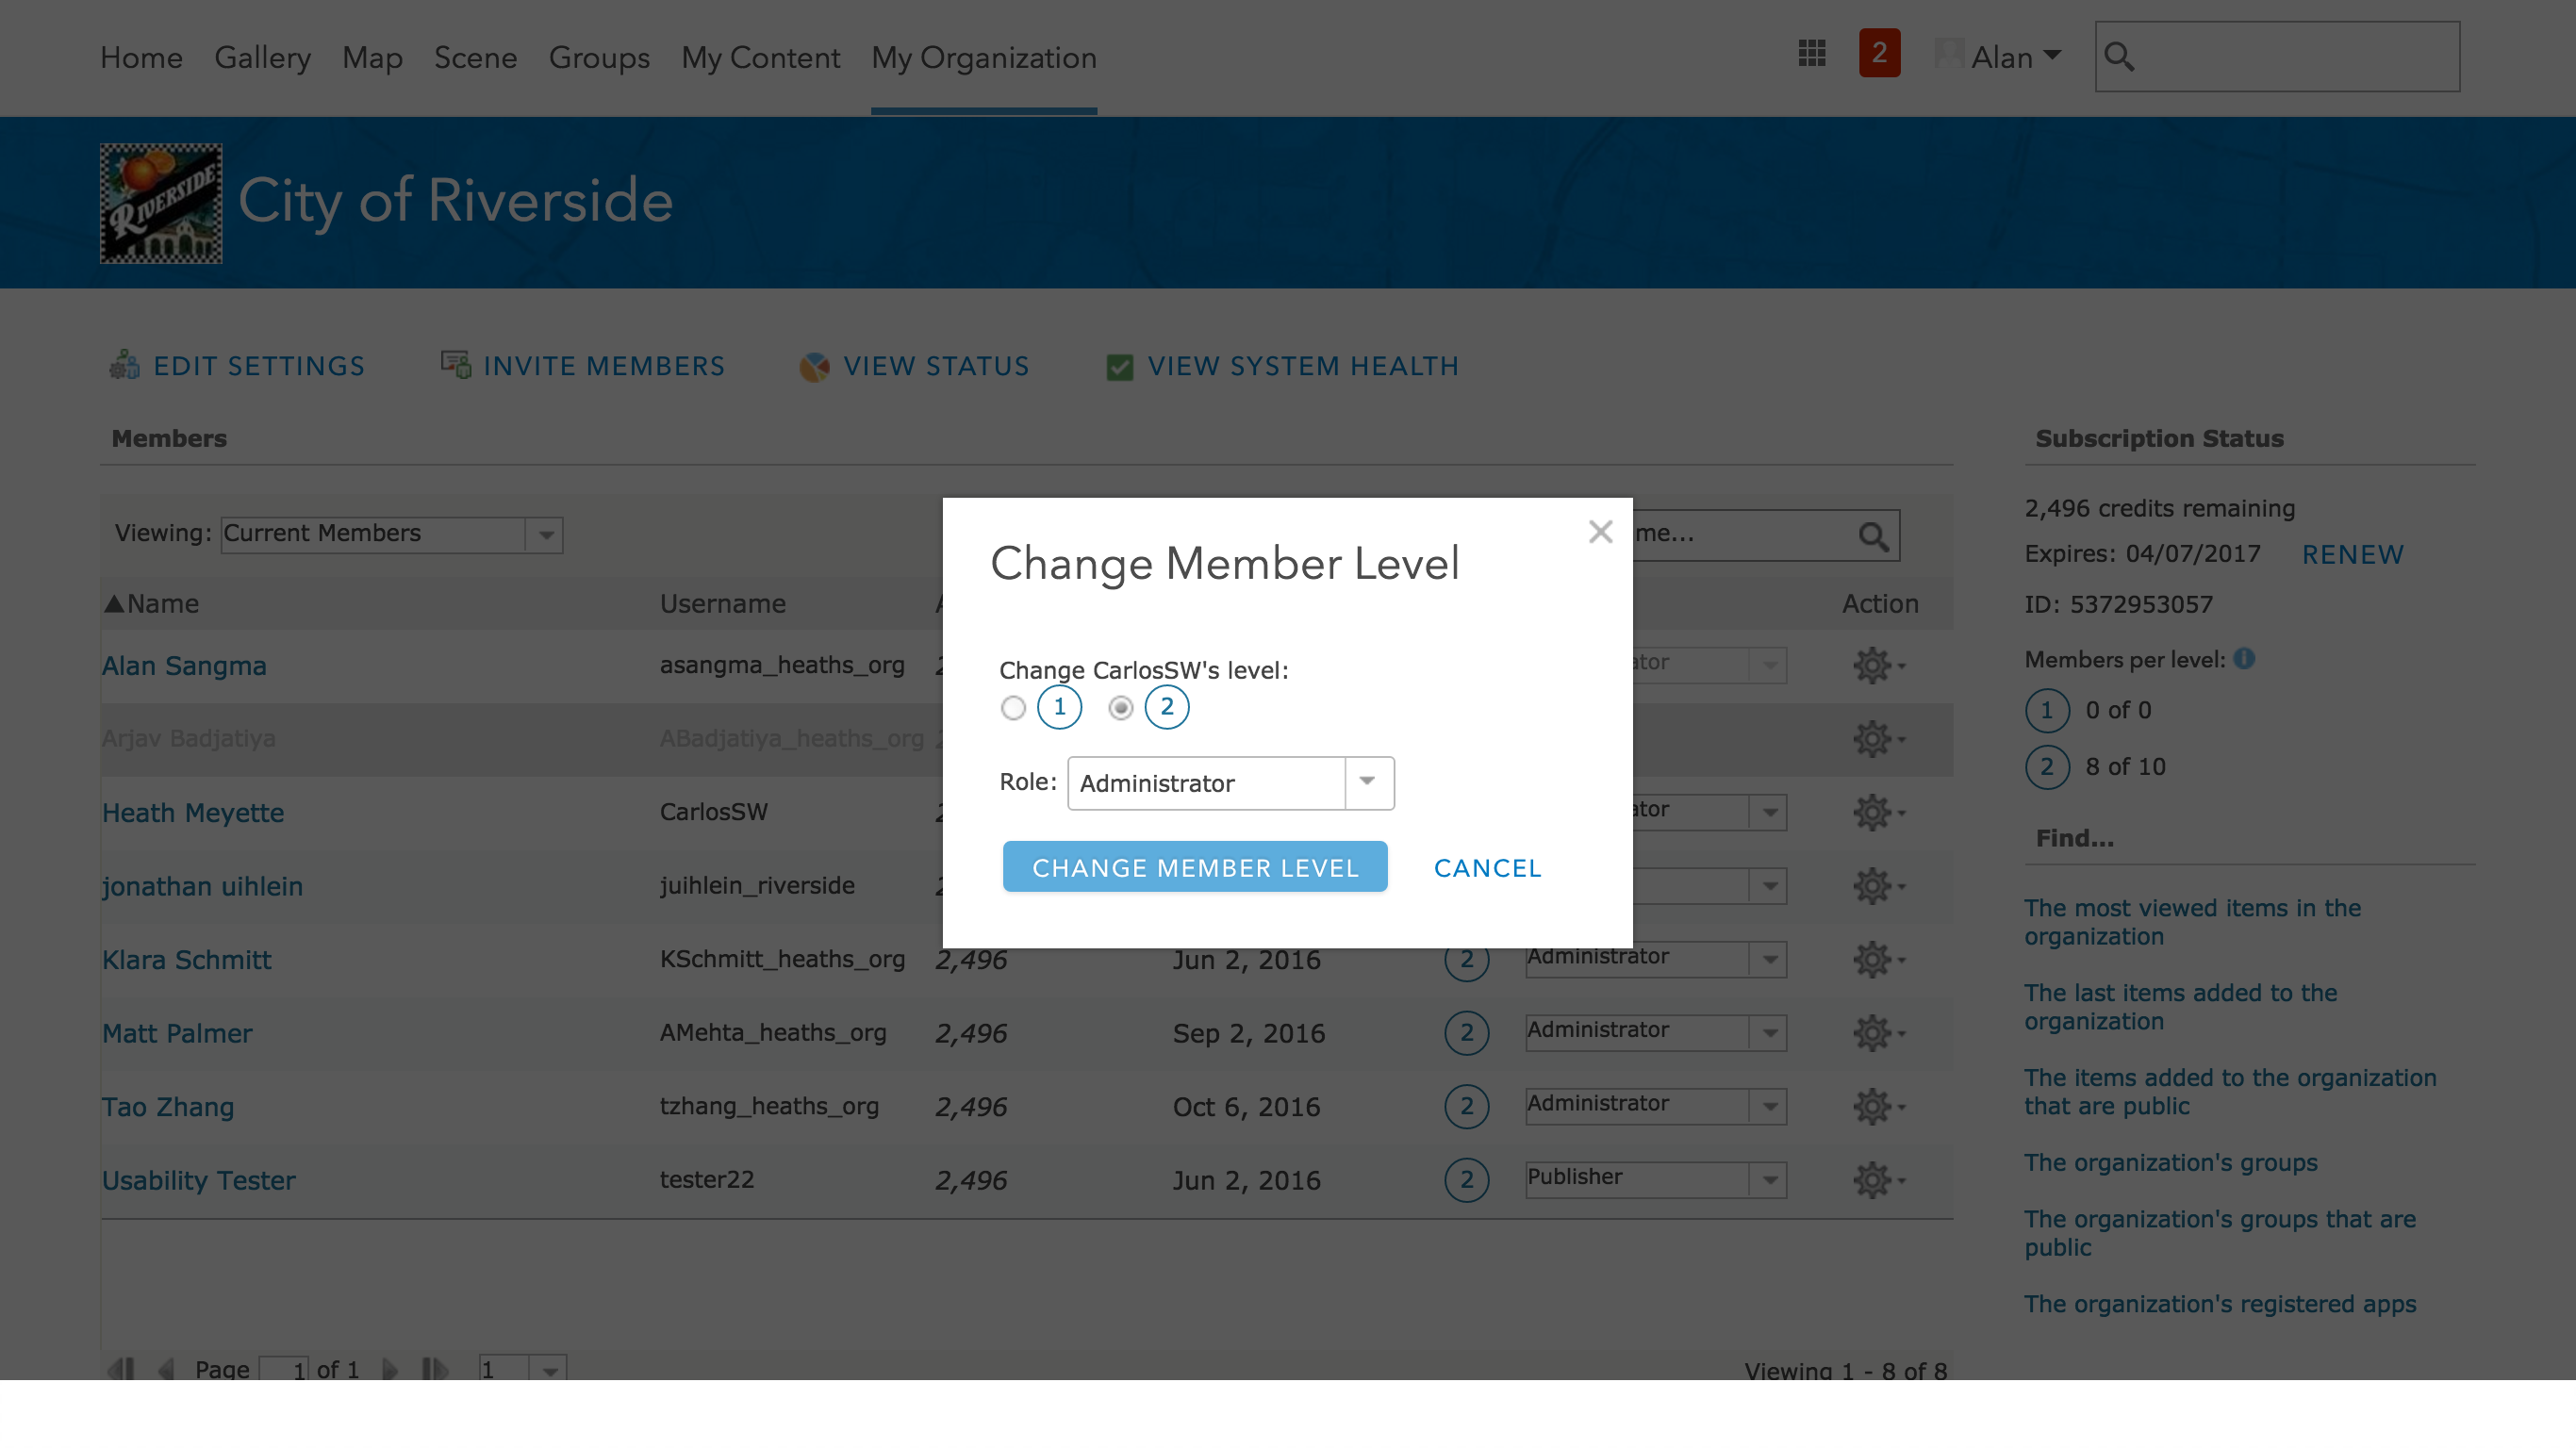 Home Gallery Map Scene Groups My Content My Organization 2 Alan
RIVERSIDE
City of Riverside
EDIT SETTINGS INVITE MEMBERS VIEW STATUS VIEW SYSTEM HEALTH
Members
Viewing: Current Members me...
▲Name Username Action
Alan Sangma asangma_heaths_org ator
Arjav Badjatiya ABadjatiya_heaths_org
Heath Meyette CarlosSW ator
jonathan uihlein juihlein_riverside
Klara Schmitt KSchmitt_heaths_org 2,496 Jun 2, 2016 2 Administrator
Matt Palmer AMehta_heaths_org 2,496 Sep 2, 2016 2 Administrator
Tao Zhang tzhang_heaths_org 2,496 Oct 6, 2016 2 Administrator
Usability Tester tester22 2,496 Jun 2, 2016 2 Publisher
Page 1 of 1 1 Viewing 1 - 8 of 8
Change Member Level
Change CarlosSW's level:
1 2
Role: Administrator
CHANGE MEMBER LEVEL CANCEL
Subscription Status
2,496 credits remaining
Expires: 04/07/2017 RENEW
ID: 5372953057
Members per level: i
1 0 of 0
2 8 of 10
Find...
The most viewed items in the
organization
The last items added to the
organization
The items added to the organization
that are public
The organization's groups
The organization's groups that are
public
The organization's registered apps